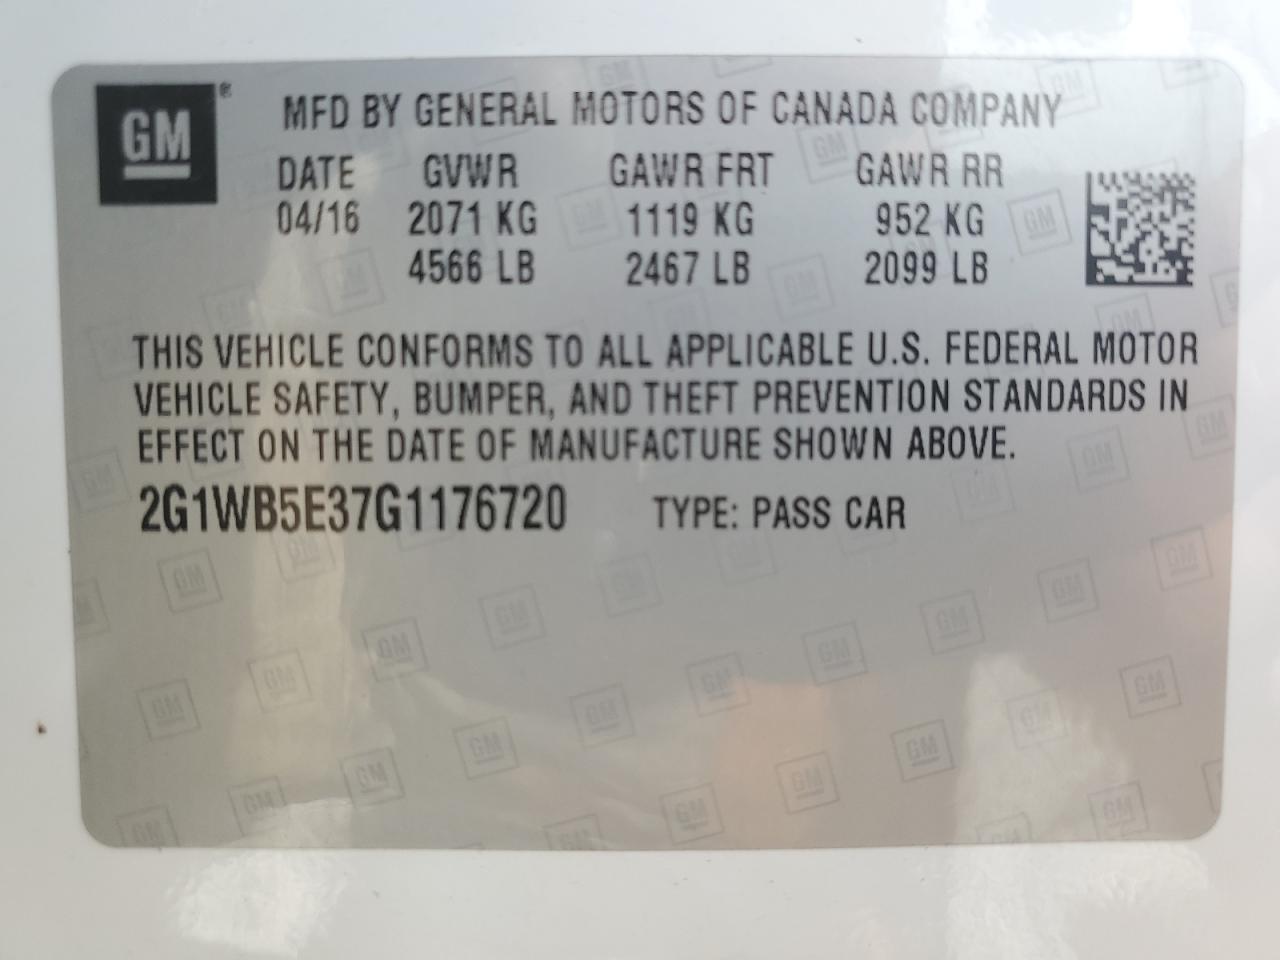 GM®
MFD BY GENERAL MOTORS OF CANADA COMPANY
DATE GVWR GAWR FRT GAWR RR
04/16 2071 KG 1119 KG 952 KG
4566 LB 2467 LB 2099 LB
THIS VEHICLE CONFORMS TO ALL APPLICABLE U.S. FEDERAL MOTOR
VEHICLE SAFETY, BUMPER, AND THEFT PREVENTION STANDARDS IN
EFFECT ON THE DATE OF MANUFACTURE SHOWN ABOVE.
2G1WB5E37G1176720 TYPE: PASS CAR